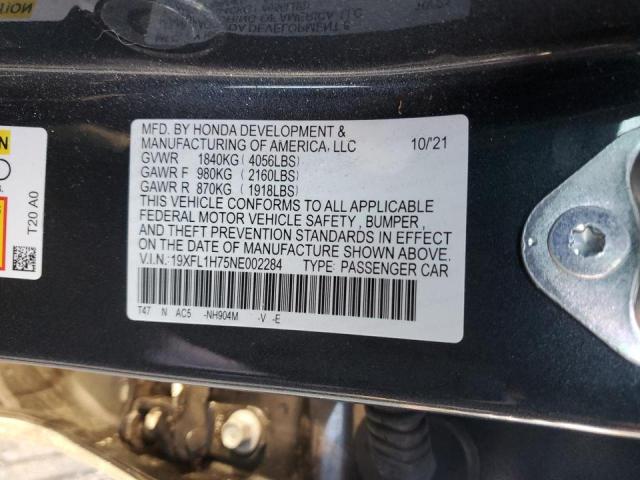 MFD. BY HONDA DEVELOPMENT &
MANUFACTURING OF AMERICA, LLC 10/'21
GVWR 1840KG (4056LBS)
GAWR F 980KG (2160LBS)
GAWR R 870KG (1918LBS)
THIS VEHICLE CONFORMS TO ALL APPLICABLE
FEDERAL MOTOR VEHICLE SAFETY, BUMPER,
AND THEFT PREVENTION STANDARDS IN EFFECT
ON THE DATE OF MANUFACTURE SHOWN ABOVE.
V.I.N.:19XFL1H75NE002284 TYPE: PASSENGER CAR
T47 N AC5 -NH904M -V -E
T20 A0